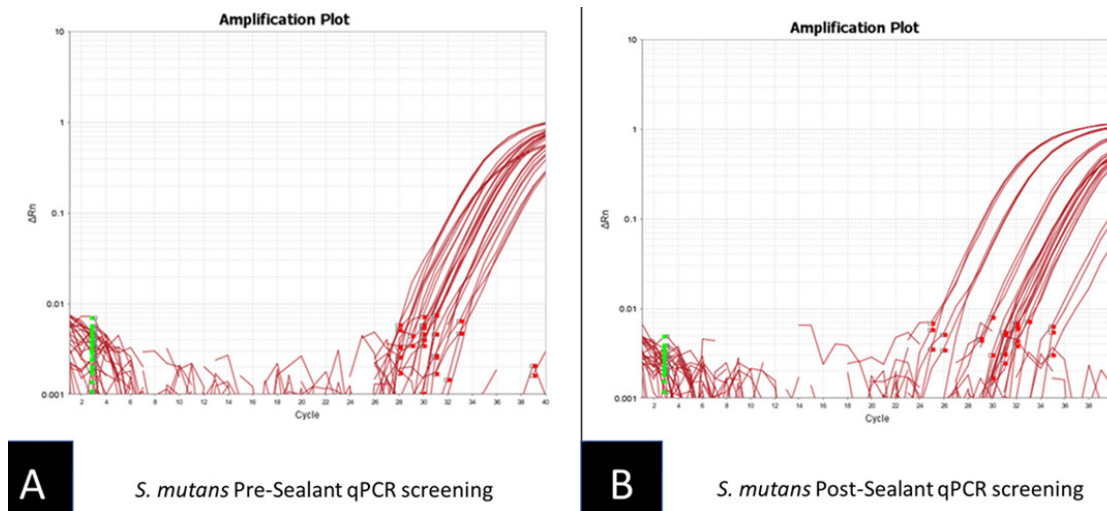 Amplification Plot
10
1
0.1
0.01
0.001
ΔRn
2 4 6 8 10 12 14 16 18 20 22 24 26 28 30 32 34 36 38 40
Cycle
A
S. mutans Pre-Sealant qPCR screening
Amplification Plot
10
1
0.1
0.01
0.001
ΔRn
2 4 6 8 10 12 14 16 18 20 22 24 26 28 30 32 34 36 38
Cycle
B
S. mutans Post-Sealant qPCR screening